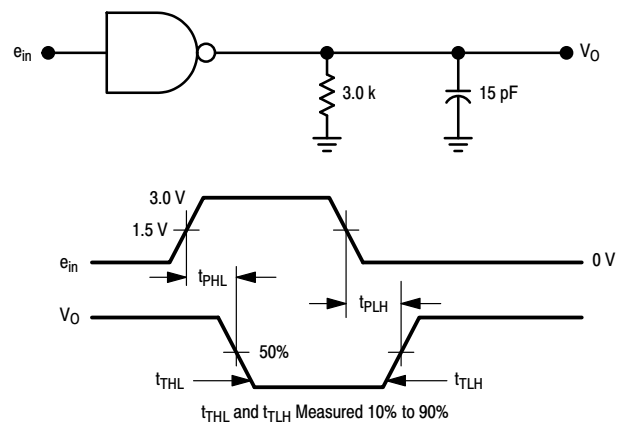 e_in
V_O
3.0 k
15 pF
3.0 V
1.5 V
e_in
0 V
t_PHL
t_PLH
V_O
50%
t_THL
t_TLH
t_THL and t_TLH Measured 10% to 90%